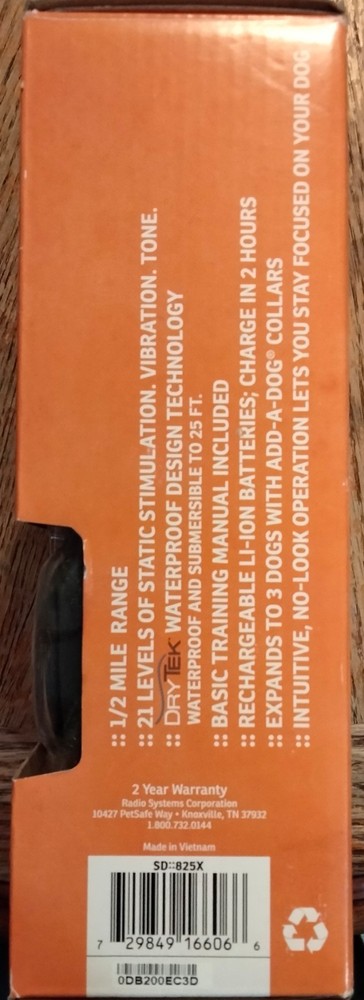 :: 1/2 MILE RANGE
:: 21 LEVELS OF STATIC STIMULATION. VIBRATION. TONE.
:: DRYTEK™ WATERPROOF DESIGN TECHNOLOGY
WATERPROOF AND SUBMERSIBLE TO 25 FT.
:: BASIC TRAINING MANUAL INCLUDED
:: RECHARGEABLE LI-ION BATTERIES; CHARGE IN 2 HOURS
:: EXPANDS TO 3 DOGS WITH ADD-A-DOG® COLLARS
:: INTUITIVE, NO-LOOK OPERATION LETS YOU STAY FOCUSED ON YOUR DOG
2 Year Warranty
Radio Systems Corporation
10427 PetSafe Way • Knoxville, TN 37932
1.800.732.0144
Made in Vietnam
SD::825X
7 29849 16606 6
0DB200EC3D